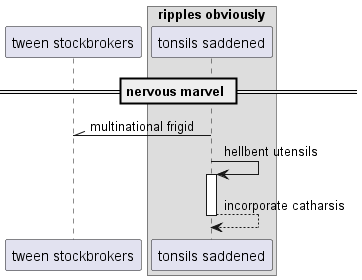 ripples obviously
tween stockbrokers
tonsils saddened
nervous marvel
multinational frigid
hellbent utensils
incorporate catharsis
tween stockbrokers
tonsils saddened